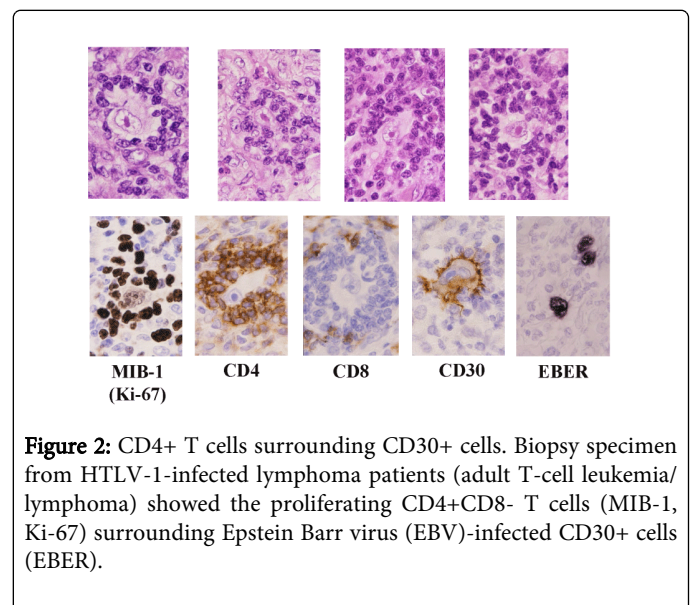 MIB-1
(Ki-67)
CD4
CD8
CD30
EBER
Figure 2: CD4+ T cells surrounding CD30+ cells. Biopsy specimen
from HTLV-1-infected lymphoma patients (adult T-cell leukemia/
lymphoma) showed the proliferating CD4+CD8- T cells (MIB-1,
Ki-67) surrounding Epstein Barr virus (EBV)-infected CD30+ cells
(EBER).